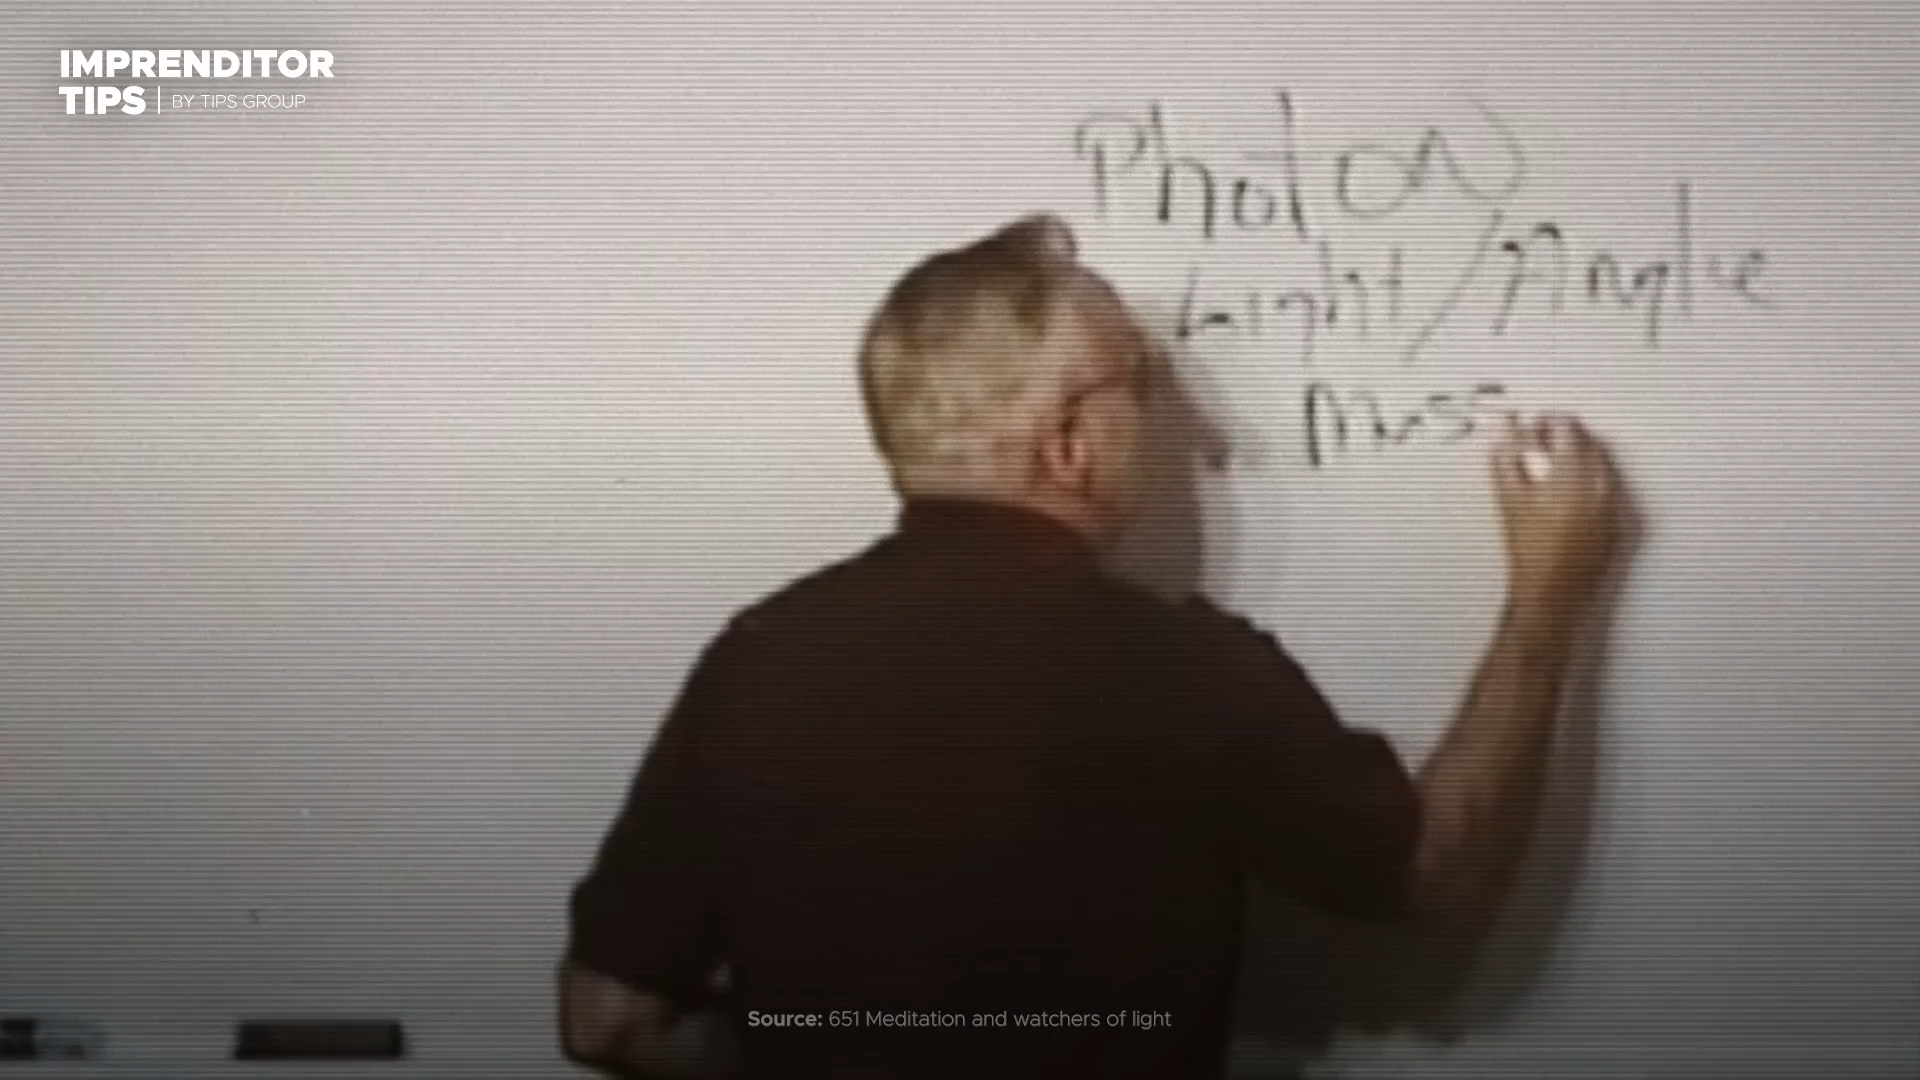 IMPRENDITOR
TIPS | BY TIPS GROUP
Photon
Light/Angle
Mass
Source: 651 Meditation and watchers of light